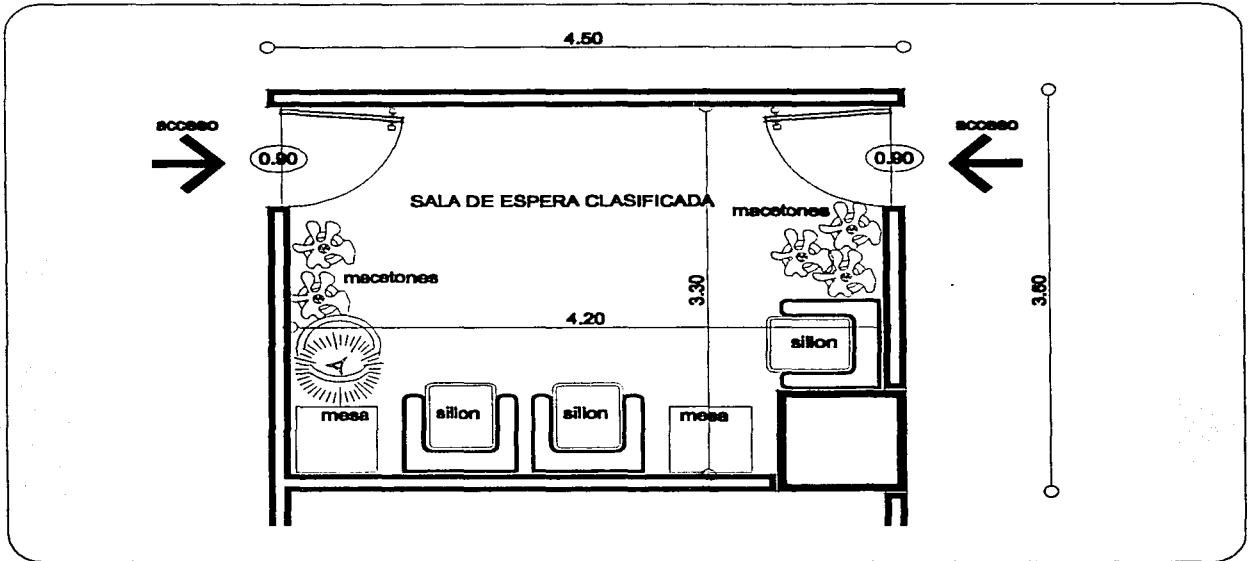 4.50
acceso
acceso
0.90
0.90
SALA DE ESPERA CLASIFICADA
macetones
macetones
3.30
3.60
4.20
sillon
mesa
sillon
sillon
mesa